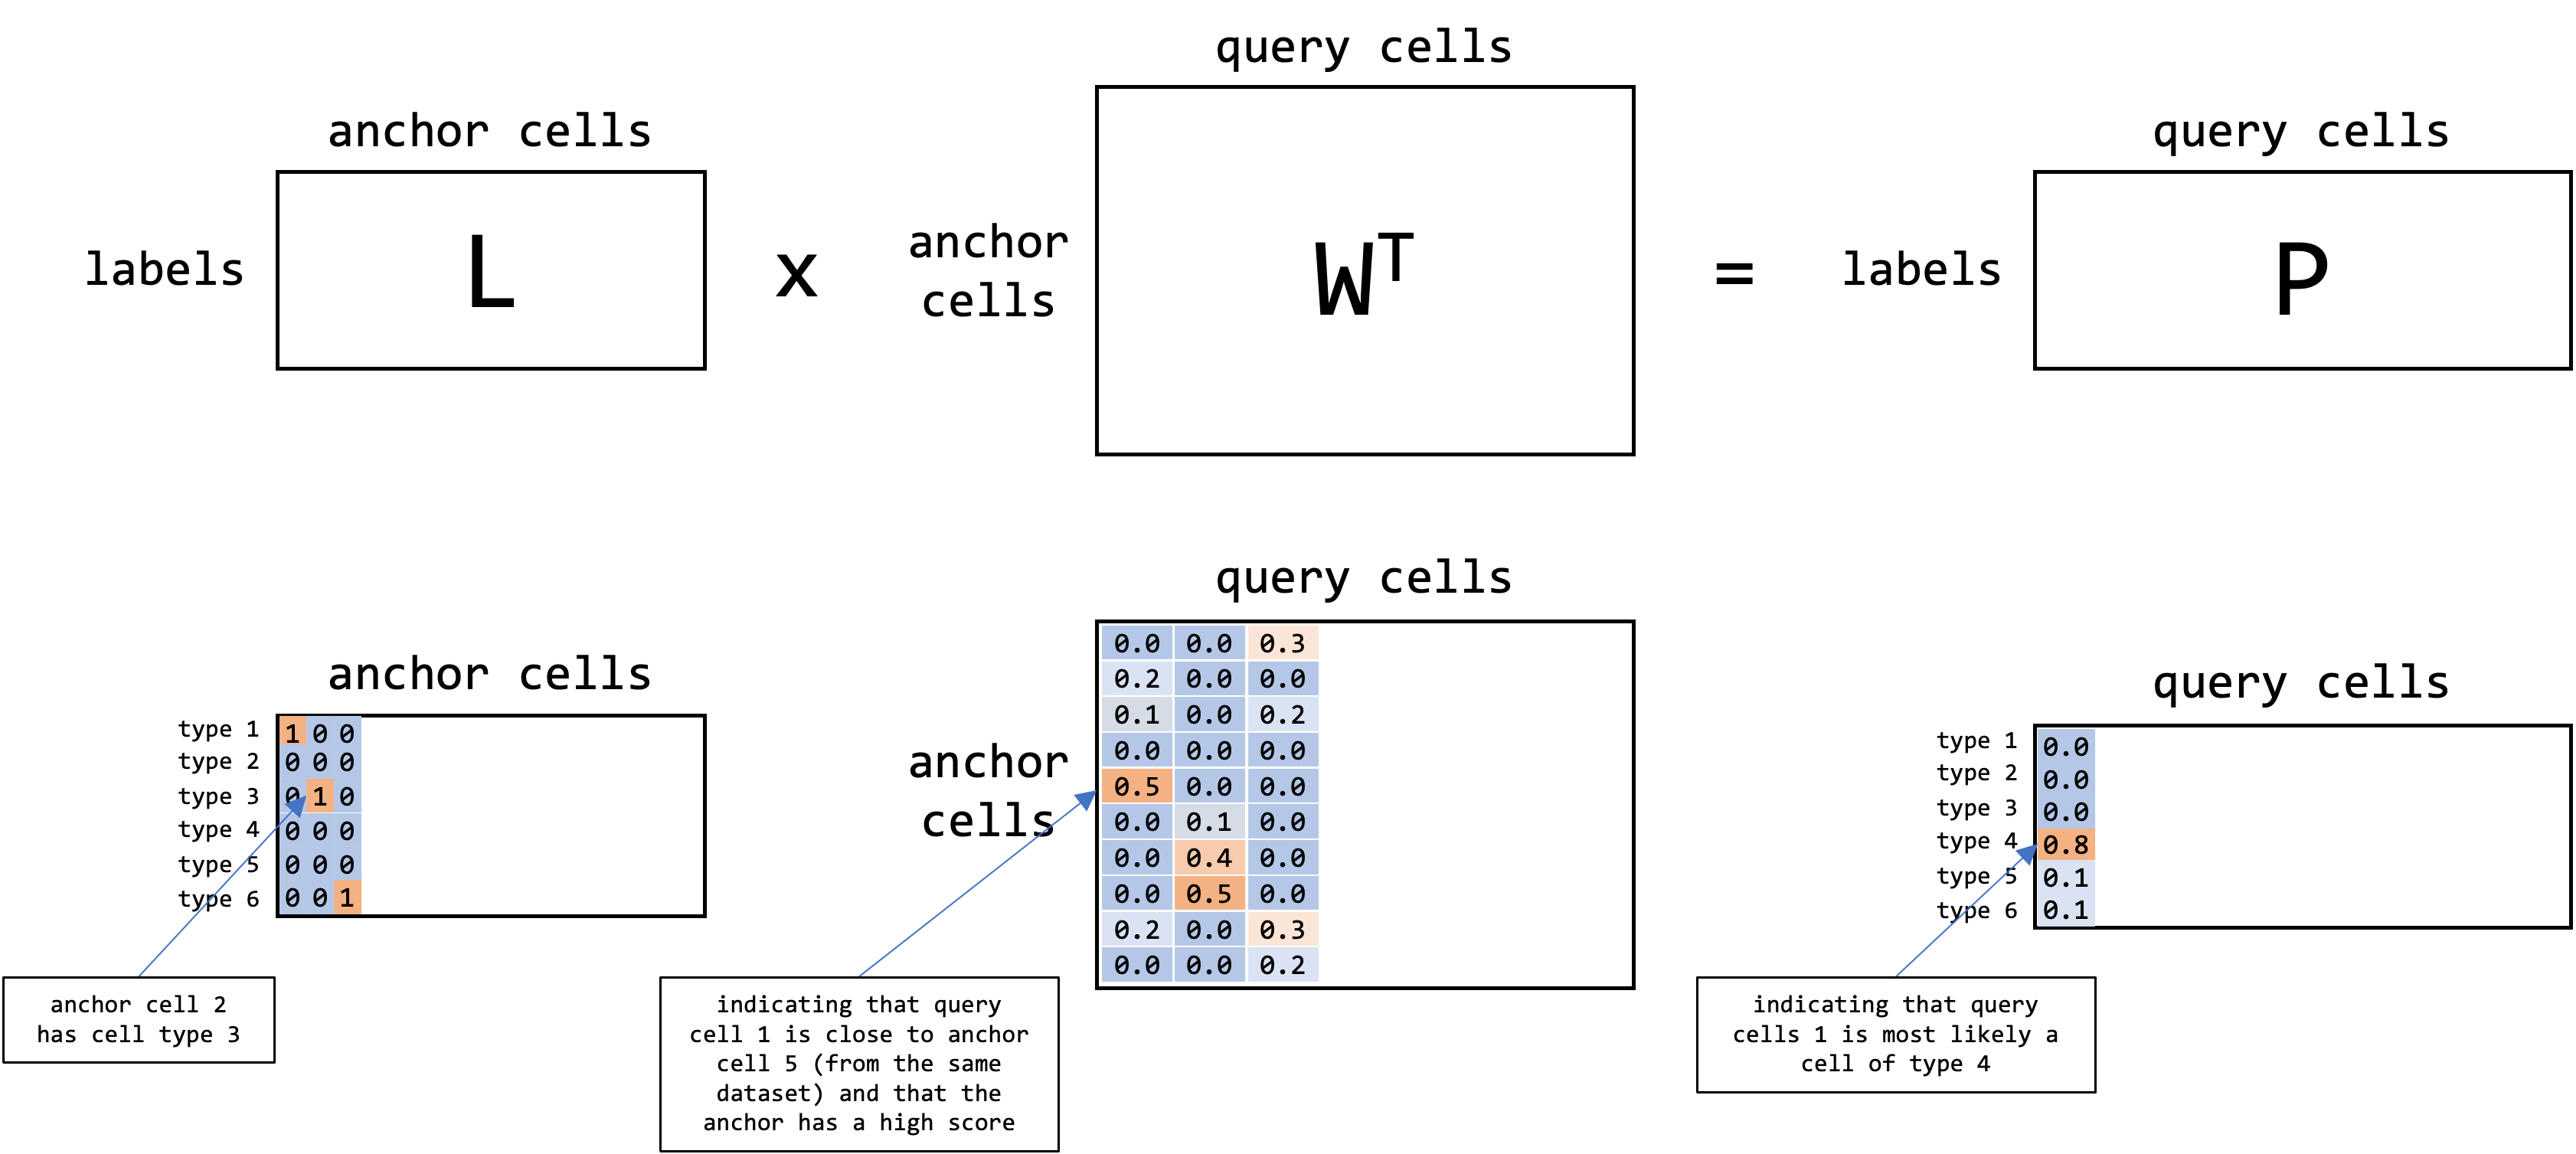 query cells
anchor cells
query cells
labels
L
x
anchor
cells
W^T
=
labels
P
query cells
anchor cells
query cells
type 1
1 0 0
type 2
0 0 0
type 3
0 1 0
type 4
0 0 0
type 5
0 0 0
type 6
0 0 1
anchor
cells
0.0 0.0 0.3
0.2 0.0 0.0
0.1 0.0 0.2
0.0 0.0 0.0
0.5 0.0 0.0
0.0 0.1 0.0
0.0 0.4 0.0
0.0 0.5 0.0
0.2 0.0 0.3
0.0 0.0 0.2
type 1
0.0
type 2
0.0
type 3
0.0
type 4
0.8
type 5
0.1
type 6
0.1
anchor cell 2
has cell type 3
indicating that query
cell 1 is close to anchor
cell 5 (from the same
dataset) and that the
anchor has a high score
indicating that query
cells 1 is most likely a
cell of type 4